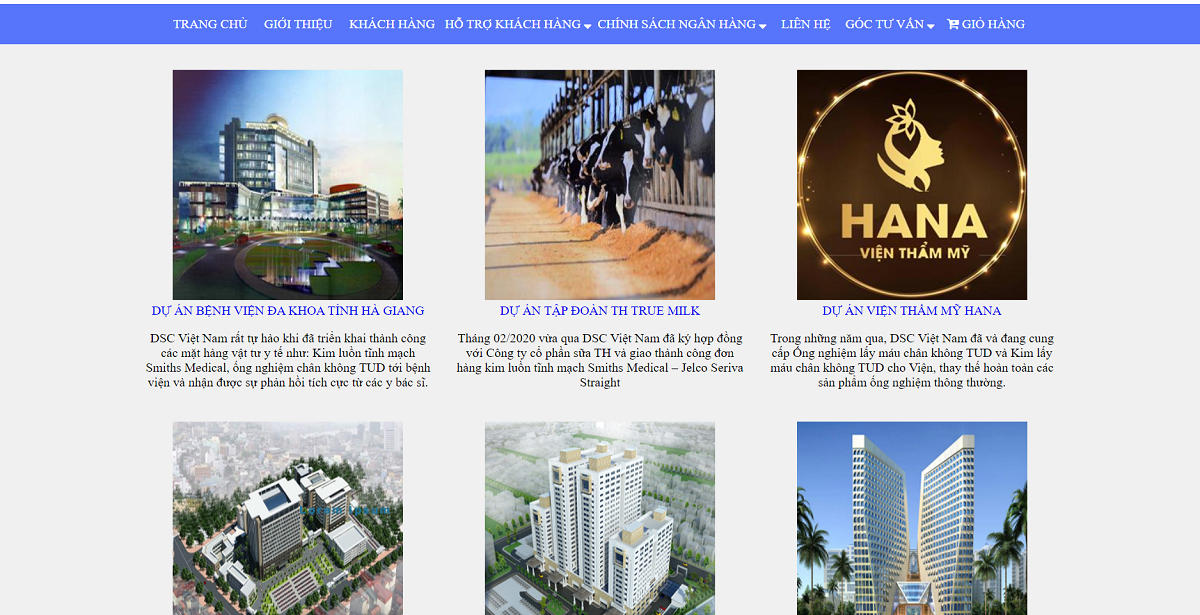 TRANG CHỦ GIỚI THIỆU KHÁCH HÀNG HỖ TRỢ KHÁCH HÀNG CHÍNH SÁCH NGÂN HÀNG LIÊN HỆ GÓC TƯ VẤN GIỎ HÀNG
HANA
VIỆN THẨM MỸ
DỰ ÁN BỆNH VIỆN ĐA KHOA TỈNH HÀ GIANG
DSC Việt Nam rất tự hào khi đã triển khai thành công
các mặt hàng vật tư y tế như: Kim luồn tĩnh mạch
Smiths Medical, ống nghiệm chân không TUD tới bệnh
viện và nhận được sự phản hồi tích cực từ các y bác sĩ.
DỰ ÁN TẬP ĐOÀN TH TRUE MILK
Tháng 02/2020 vừa qua DSC Việt Nam đã ký hợp đồng
với Công ty cổ phần sữa TH và giao thành công đơn
hàng kim luồn tĩnh mạch Smiths Medical – Jelco Seriva
Straight
DỰ ÁN VIỆN THẨM MỸ HANA
Trong những năm qua, DSC Việt Nam đã và đang cung
cấp Ống nghiệm lấy máu chân không TUD và Kim lấy
máu chân không TUD cho Viện, thay thế hoàn toàn các
sản phẩm ống nghiệm thông thường.